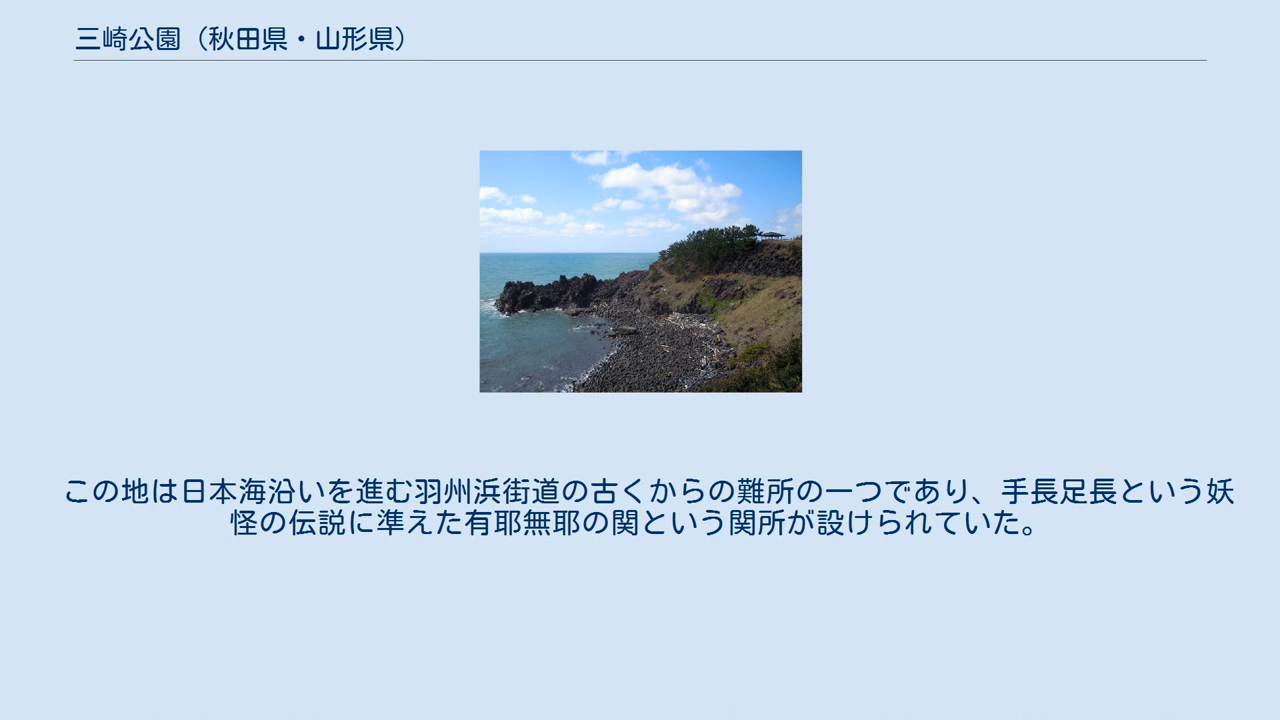 三崎公園（秋田県・山形県）
この地は日本海沿いを進む羽州浜街道の古くからの難所の一つであり、手長足長という妖
怪の伝説に準えた有耶無耶の関という関所が設けられていた。